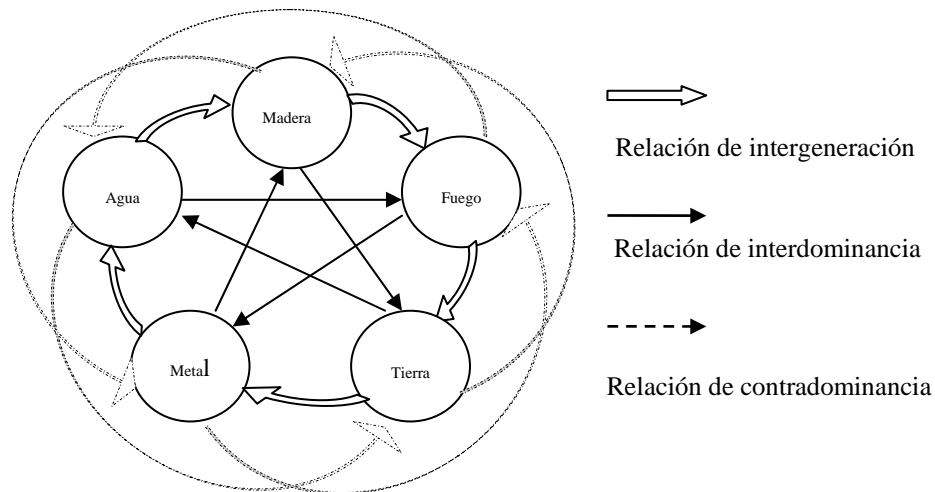 Madera
Agua
Fuego
Metal
Tierra
Relación de intergeneración
Relación de interdominancia
Relación de contradominancia